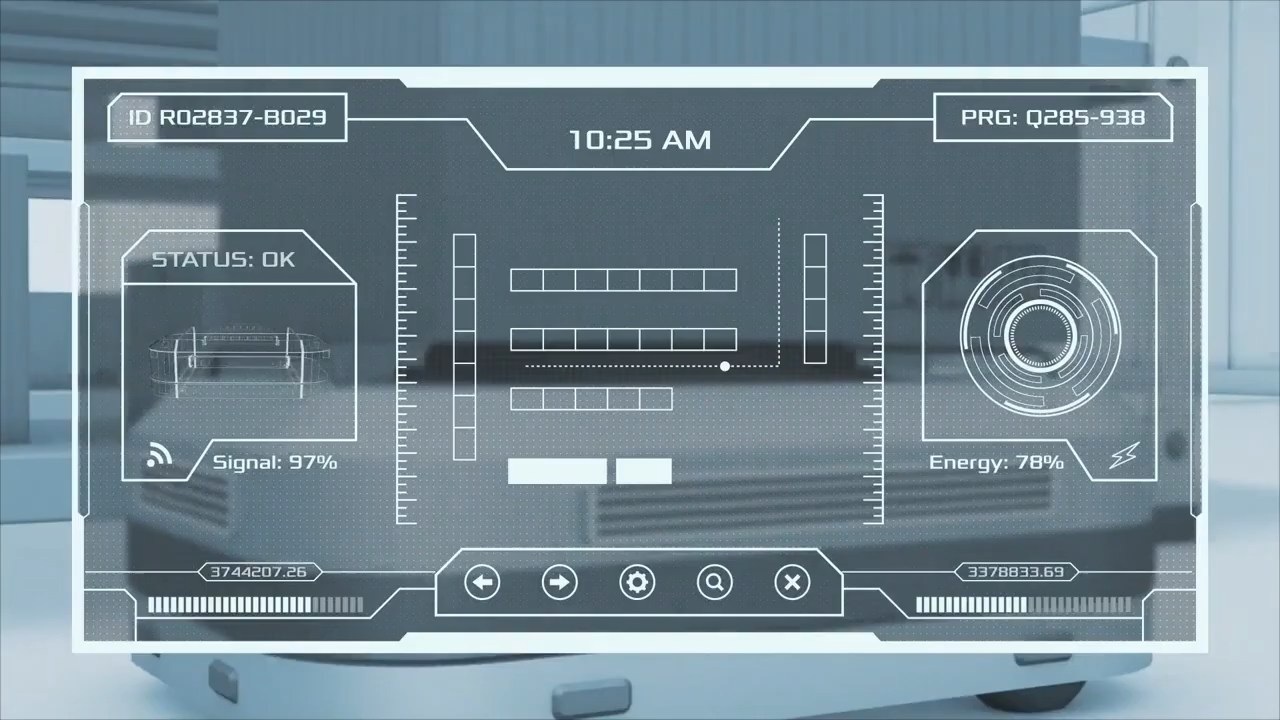 ID R02837-B029
10:25 AM
PRG: Q285-938
STATUS: OK
Signal: 97%
Energy: 78%
3744207.26
3378833.69